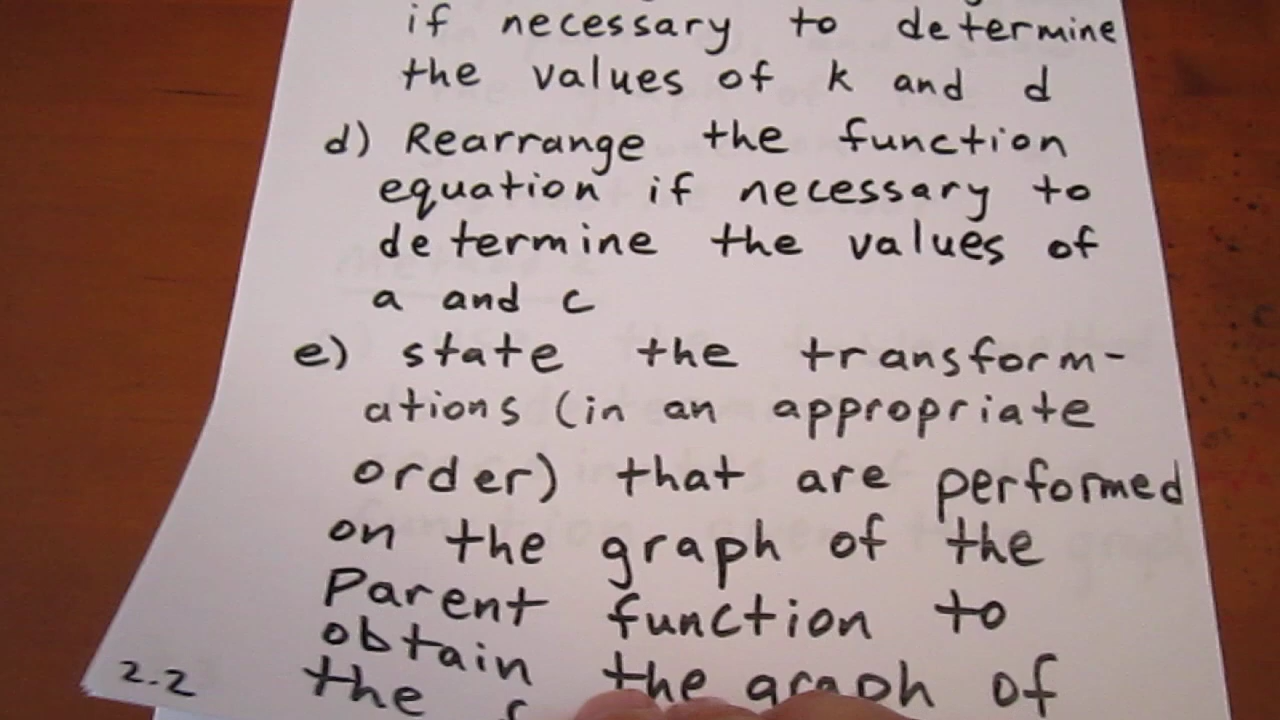 if necessary to determine
the values of k and d
d) Rearrange the function
equation if necessary to
determine the values of
a and c
e) state the transform-
ations (in an appropriate
order) that are performed
on the graph of the
Parent function to
obtain the graph of
the
2.2